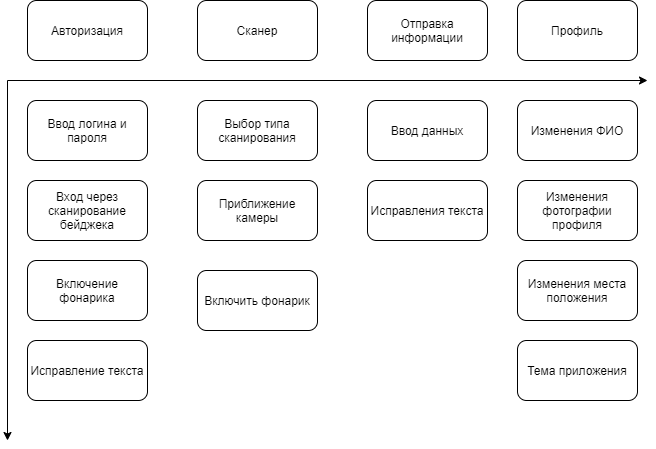 Авторизация
Сканер
Отправка
информации
Профиль
Ввод логина и
пароля
Выбор типа
сканирования
Ввод данных
Изменения ФИО
Вход через
сканирование
бейджека
Приближение
камеры
Исправления текста
Изменения
фотографии
профиля
Включение
фонарика
Включить фонарик
Изменения места
положения
Исправление текста
Тема приложения